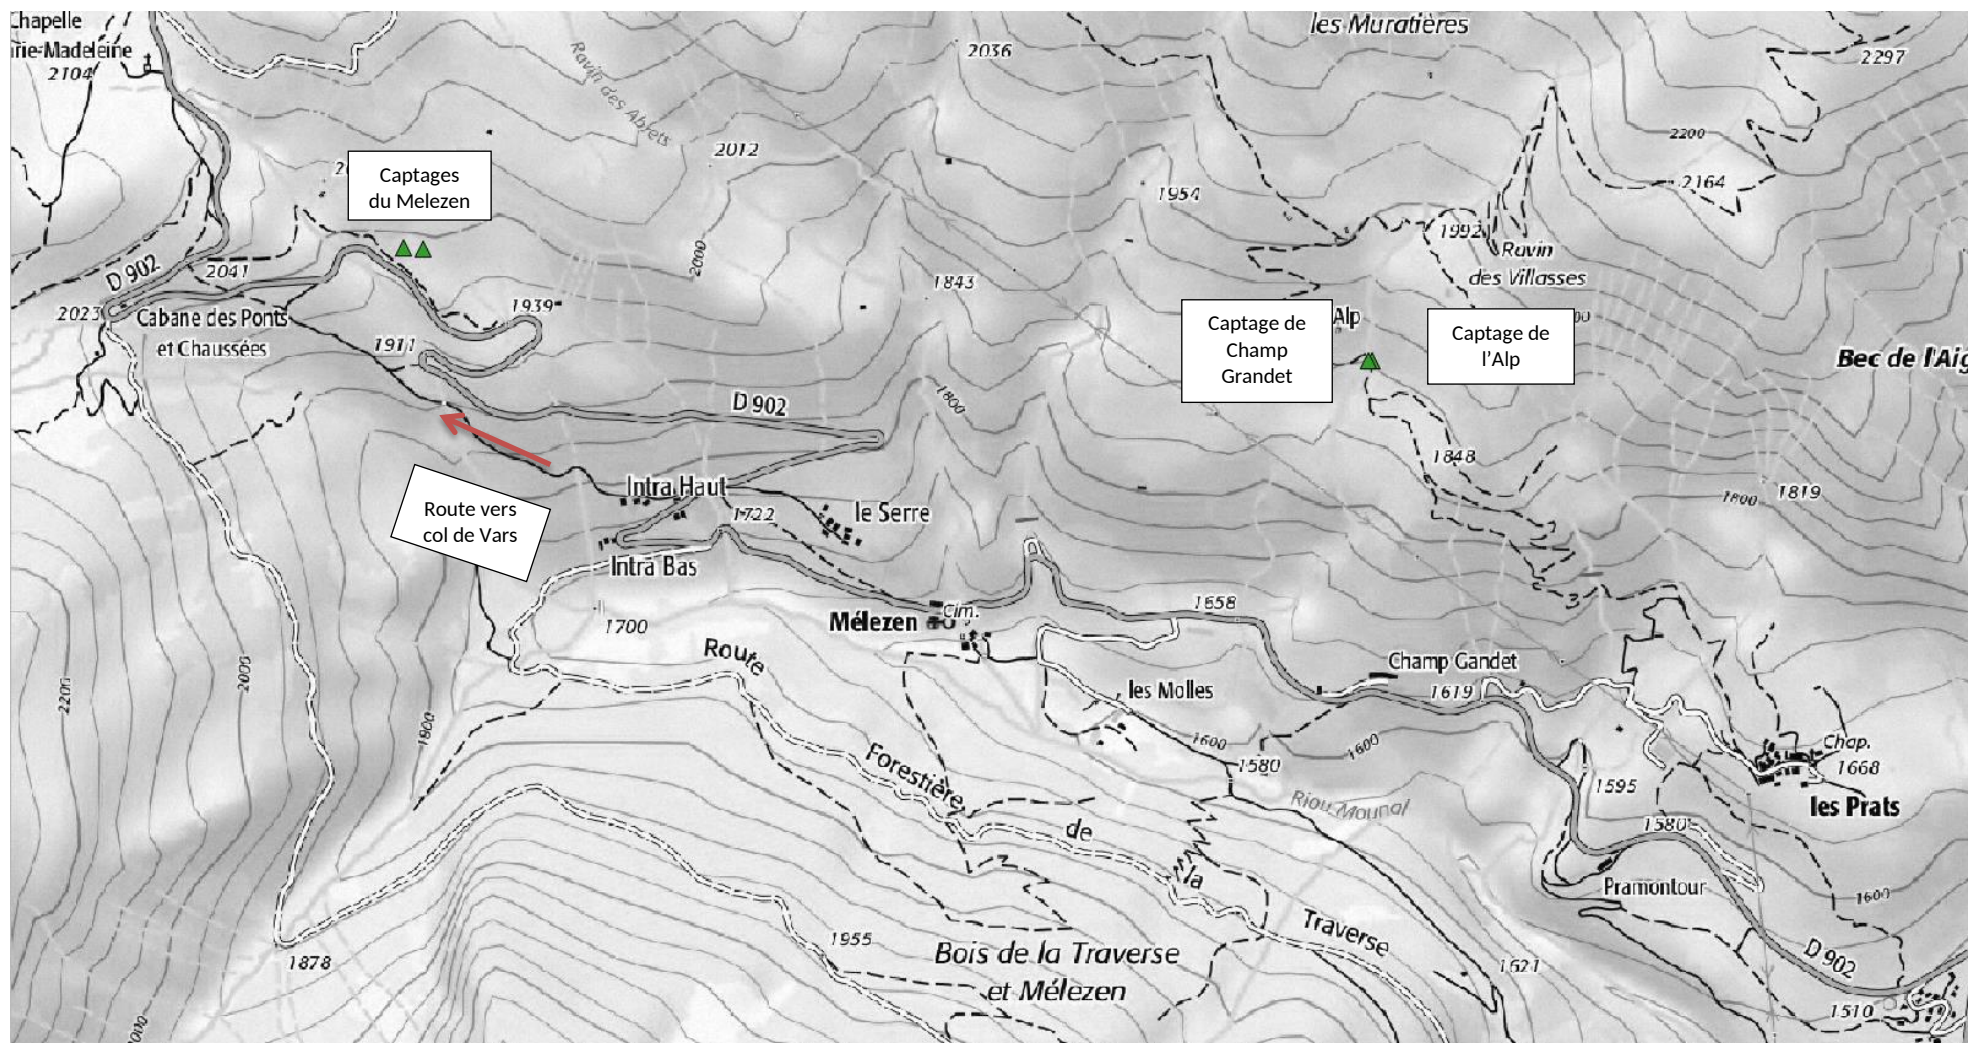 Chapelle
rie-Madeleine
2104
les Muratières
2036
2297
Ravin des Abiets
2012
2200
1954
2164
Captages
du Melezen
1992
Ravin
des Villasses
D 902
2041
2000
1843
2023
Cabane des Ponts
et Chaussées
1939
1911
Captage de
Champ
Grandet
Alp
Captage de
l'Alp
Bec de l'Aig
D 902
1800
1848
1800
1819
Route vers
col de Vars
Intra Haut
1722
le Serre
Intra Bas
1700
Mélezen
Cim.
1658
Route
Forestière
de
la
Traverse
Champ Gandet
1619
les Molles
2200
2000
1800
1600
1580
1600
Riou Mounal
1595
Chap.
1668
les Prats
1580
Pramontour
1600
1878
1955
Bois de la Traverse
et Mélezen
1621
D 902
1510